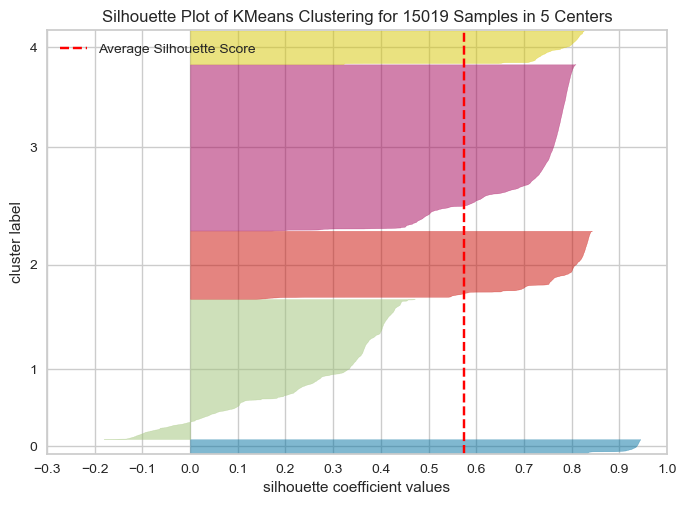 Silhouette Plot of KMeans Clustering for 15019 Samples in 5 Centers
Average Silhouette Score
cluster label
4
3
2
1
0
−0.3 −0.2 −0.1 0.0 0.1 0.2 0.3 0.4 0.5 0.6 0.7 0.8 0.9 1.0
silhouette coefficient values